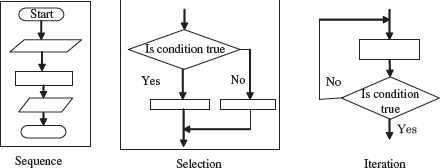 Start
Sequence
Is condition true
Yes
No
Selection
No
Is condition
true
Yes
Iteration